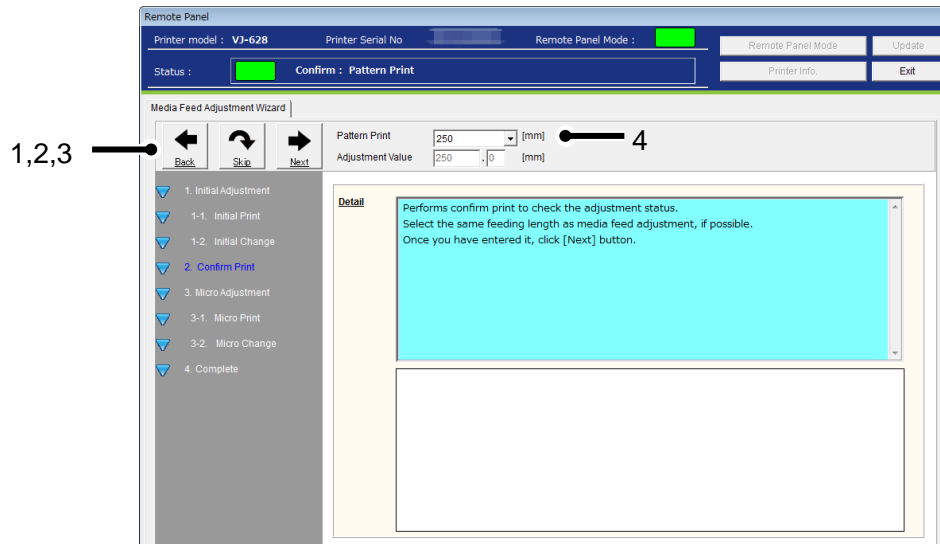 Remote Panel
Printer model : VJ-628 Printer Serial No Remote Panel Mode : Remote Panel Mode Update
Status : Confirm : Pattern Print Printer Info. Exit
Media Feed Adjustment Wizard
Back Skip Next
Pattern Print 250 [mm]
Adjustment Value 250 . 0 [mm]
1,2,3
4
1. Initial Adjustment
1-1. Initial Print
1-2. Initial Change
2. Confirm Print
3. Micro Adjustment
3-1. Micro Print
3-2. Micro Change
4. Complete
Detail
Performs confirm print to check the adjustment status.
Select the same feeding length as media feed adjustment, if possible.
Once you have entered it, click [Next] button.